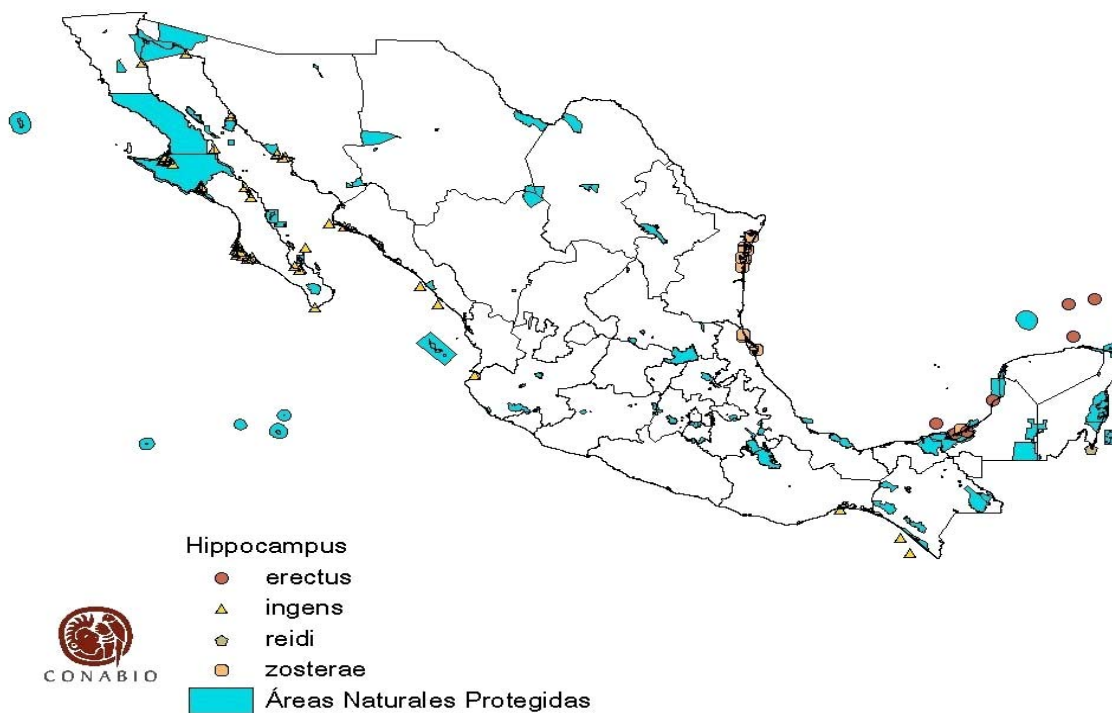 Hippocampus
erectus
ingens
reidi
zosterae
Áreas Naturales Protegidas
CONABIO